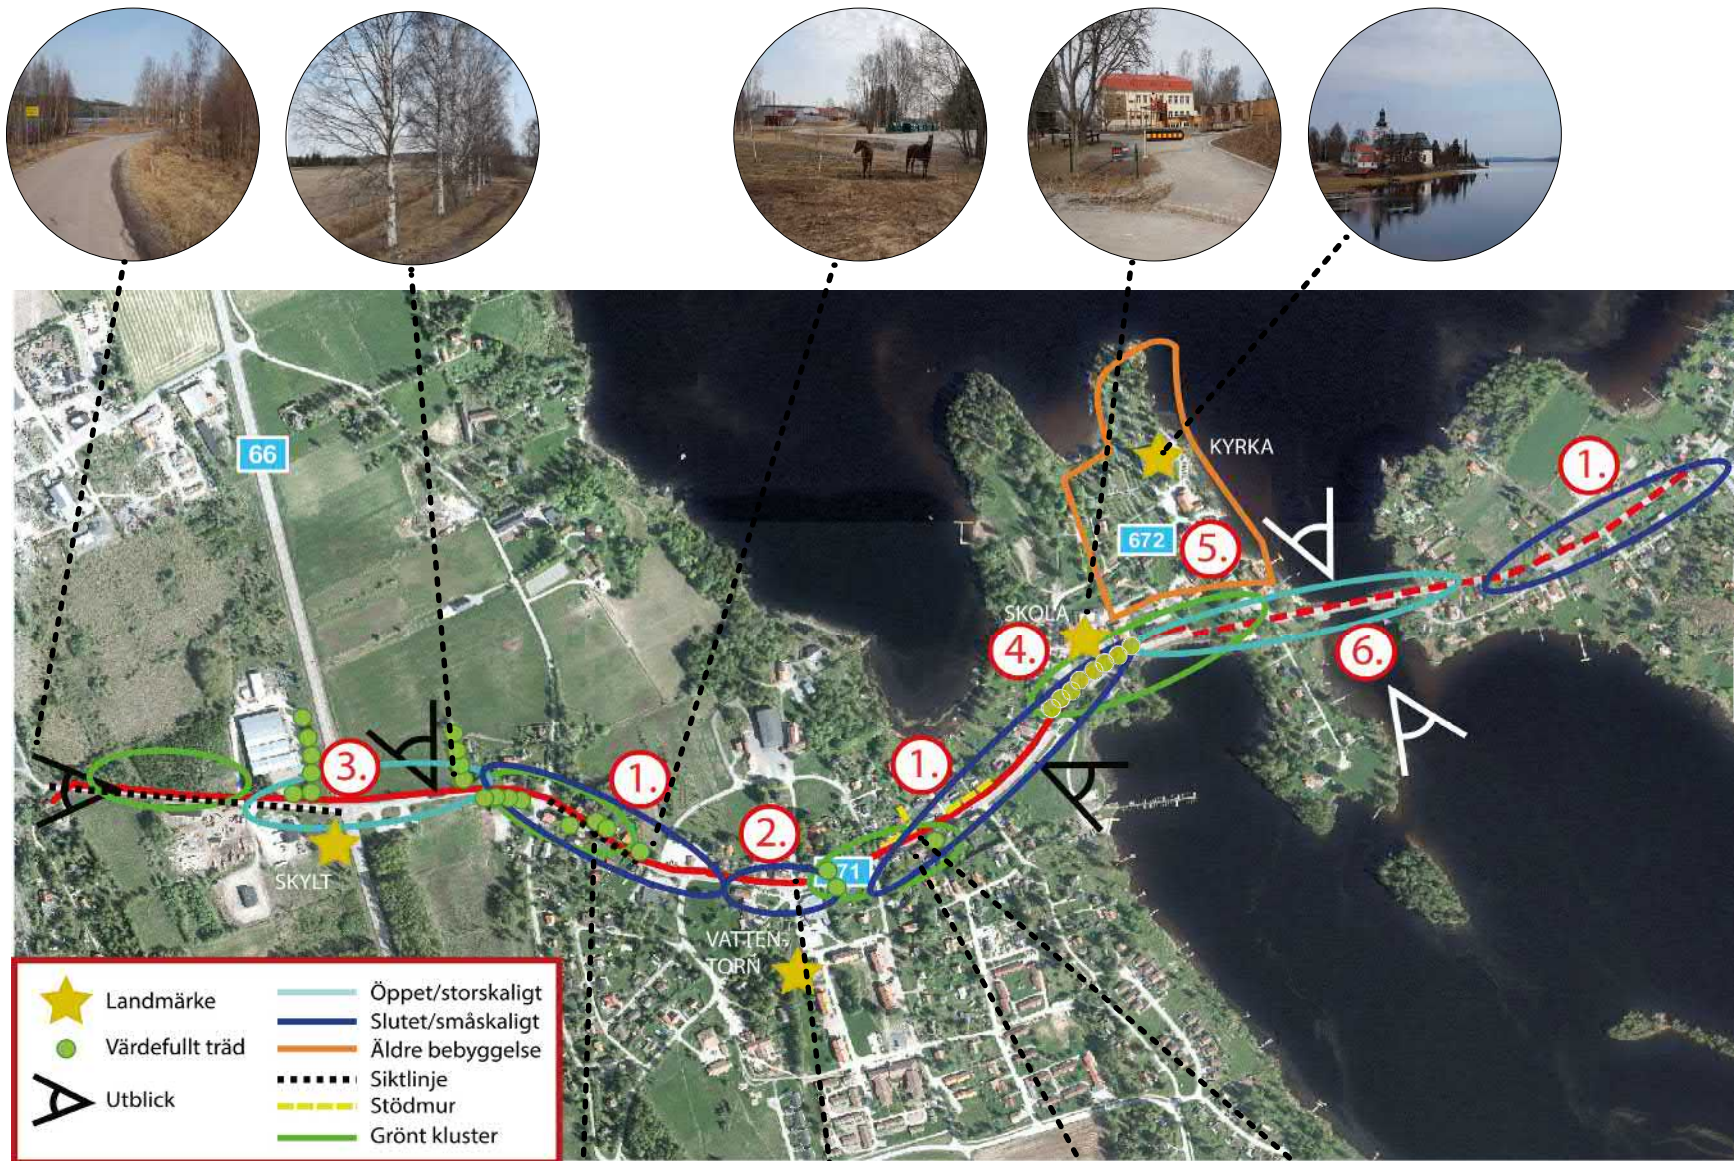 66
KYRKA
1.
672
5.
SKOLA
4.
6.
3.
1.
1.
2.
71
SKYLT
VATTEN-
TORN
Landmärke
Värdefullt träd
Utblick
Öppet/storskaligt
Slutet/småskaligt
Äldre bebyggelse
Siktlinje
Stödmur
Grönt kluster